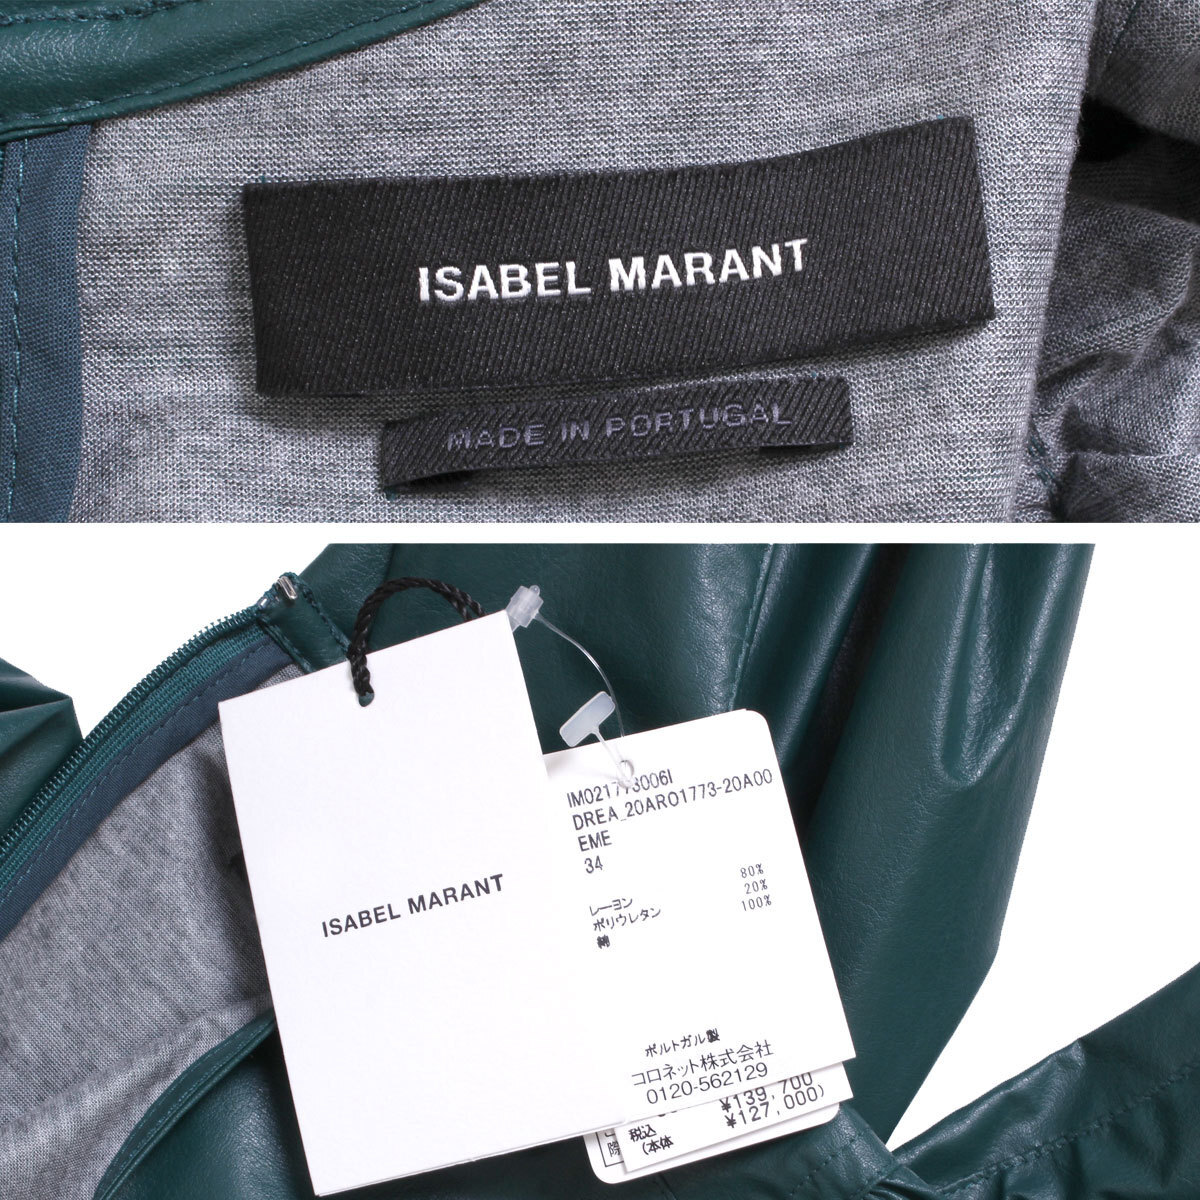 ISABEL MARANT
MADE IN PORTUGAL
ISABEL MARANT
DREA_20ARO1773-20A00
EME
34
80%
20%
100%
レーヨン
ポリウレタン
綿
ポルトガル製
コロネット株式会社
0120-562129
¥139,700
¥127,000)
税込
(本体